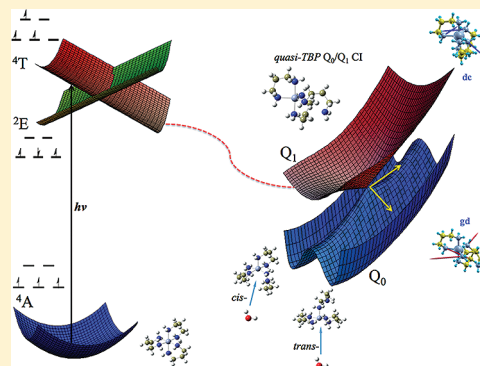 ⁴T
²E
hν
⁴A
quasi-TBP Q₀/Q₁ CI
dc
Q₁
gd
Q₀
cis-
trans-